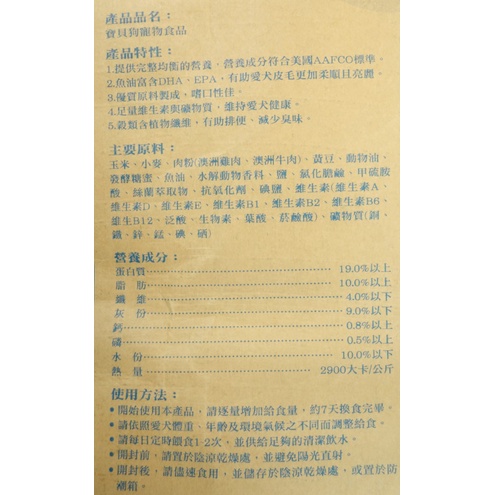 產品品名：
寶貝狗寵物食品
產品特性：
1.提供完整均衡的營養，營養成分符合美國AAFCO標準。
2.魚油富含DHA、EPA，有助愛犬皮毛更加柔順且亮麗。
3.優質原料製成，嗜口性佳。
4.足量維生素與礦物質，維持愛犬健康。
5.穀類含植物纖維，有助排便、減少臭味。
主要原料：
玉米、小麥、肉粉(澳洲雞肉、澳洲牛肉)、黃豆、動物油、
發酵糖蜜、魚油、水解動物香料、鹽、氯化膽鹼、甲硫胺
酸、絲蘭萃取物、抗氧化劑、碘鹽、維生素(維生素A、
維生素D、維生素E、維生素B1、維生素B2、維生素B6、
維生B12、泛酸、生物素、葉酸、菸鹼酸)、礦物質(銅、
鐵、鋅、錳、碘、硒)
營養成分：
蛋白質 19.0%以上
脂 肪 10.0%以上
纖 維 4.0%以下
灰 份 9.0%以下
鈣 0.8%以上
磷 0.5%以上
水 份 10.0%以下
熱 量 2900大卡/公斤
使用方法：
•開始使用本產品，請逐量增加給食量，約7天換食完畢。
•請依照愛犬體重、年齡及環境氣候之不同而調整給食。
•請每日定時餵食1-2次，並供給足夠的清潔飲水。
•開封前，請置於陰涼乾燥處，並避免陽光直射。
•開封後，請儘速食用，並儲存於陰涼乾燥處，或置於防
潮箱。